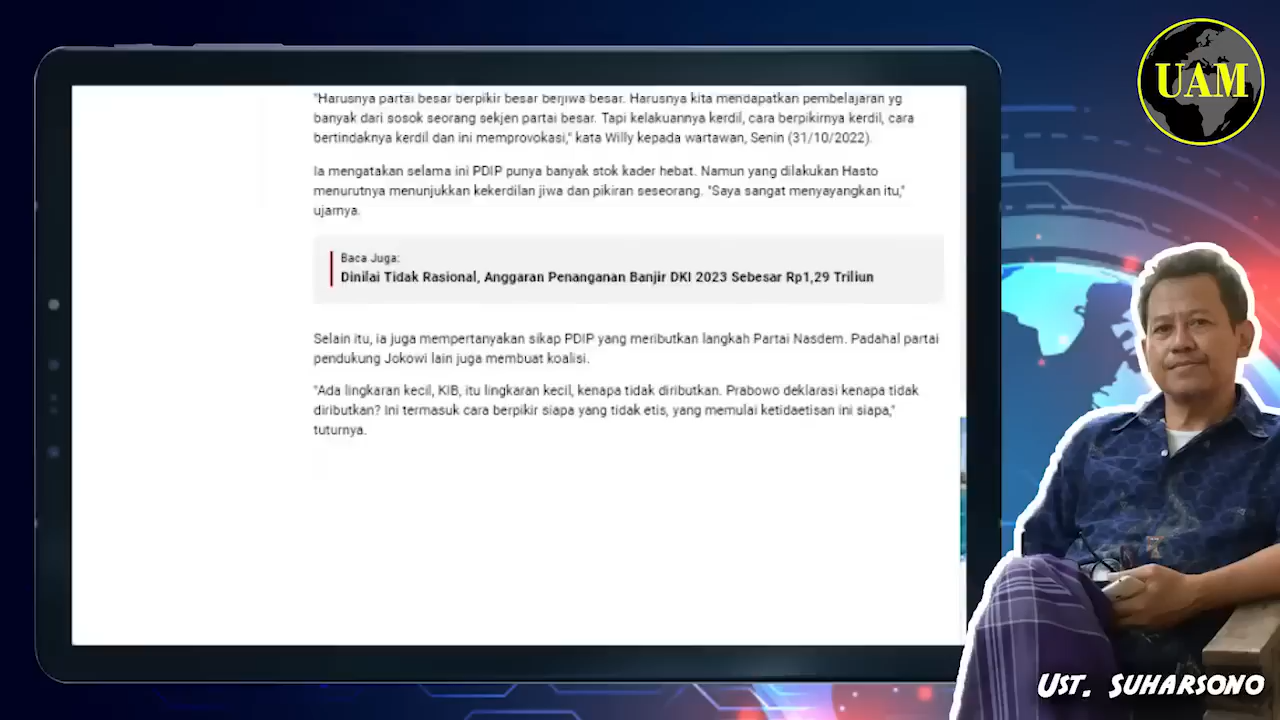 UAM
"Harusnya partai besar berpikir besar berjiwa besar. Harusnya kita mendapatkan pembelajaran yg
banyak dari sosok seorang sekjen partai besar. Tapi kelakuannya kerdil, cara berpikirnya kerdil, cara
bertindaknya kerdil dan ini memprovokasi," kata Willy kepada wartawan, Senin (31/10/2022).
Ia mengatakan selama ini PDIP punya banyak stok kader hebat. Namun yang dilakukan Hasto
menurutnya menunjukkan kekerdilan jiwa dan pikiran seseorang. "Saya sangat menyayangkan itu,"
ujarnya.
Baca Juga:
Dinilai Tidak Rasional, Anggaran Penanganan Banjir DKI 2023 Sebesar Rp1,29 Triliun
Selain itu, ia juga mempertanyakan sikap PDIP yang meributkan langkah Partai Nasdem. Padahal partai
pendukung Jokowi lain juga membuat koalisi.
"Ada lingkaran kecil, KIB, itu lingkaran kecil, kenapa tidak diributkan. Prabowo deklarasi kenapa tidak
diributkan? Ini termasuk cara berpikir siapa yang tidak etis, yang memulai ketidaetisan ini siapa,"
tuturnya.
UST. SUHARSONO